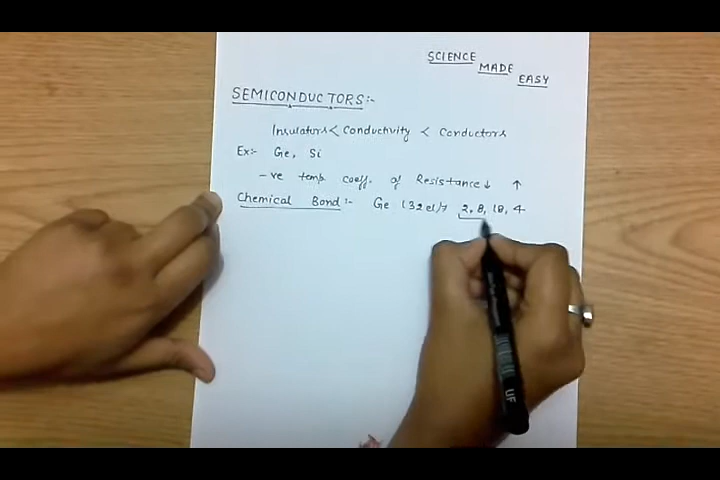 SCIENCE
MADE
EASY
SEMICONDUCTORS:-
Insulators < Conductivity < Conductors
Ex:- Ge, Si
-ve temp. coeff. of Resistance ↓ ↑
Chemical Bond:- Ge (32 el) → 2, 8, 18, 4
UF